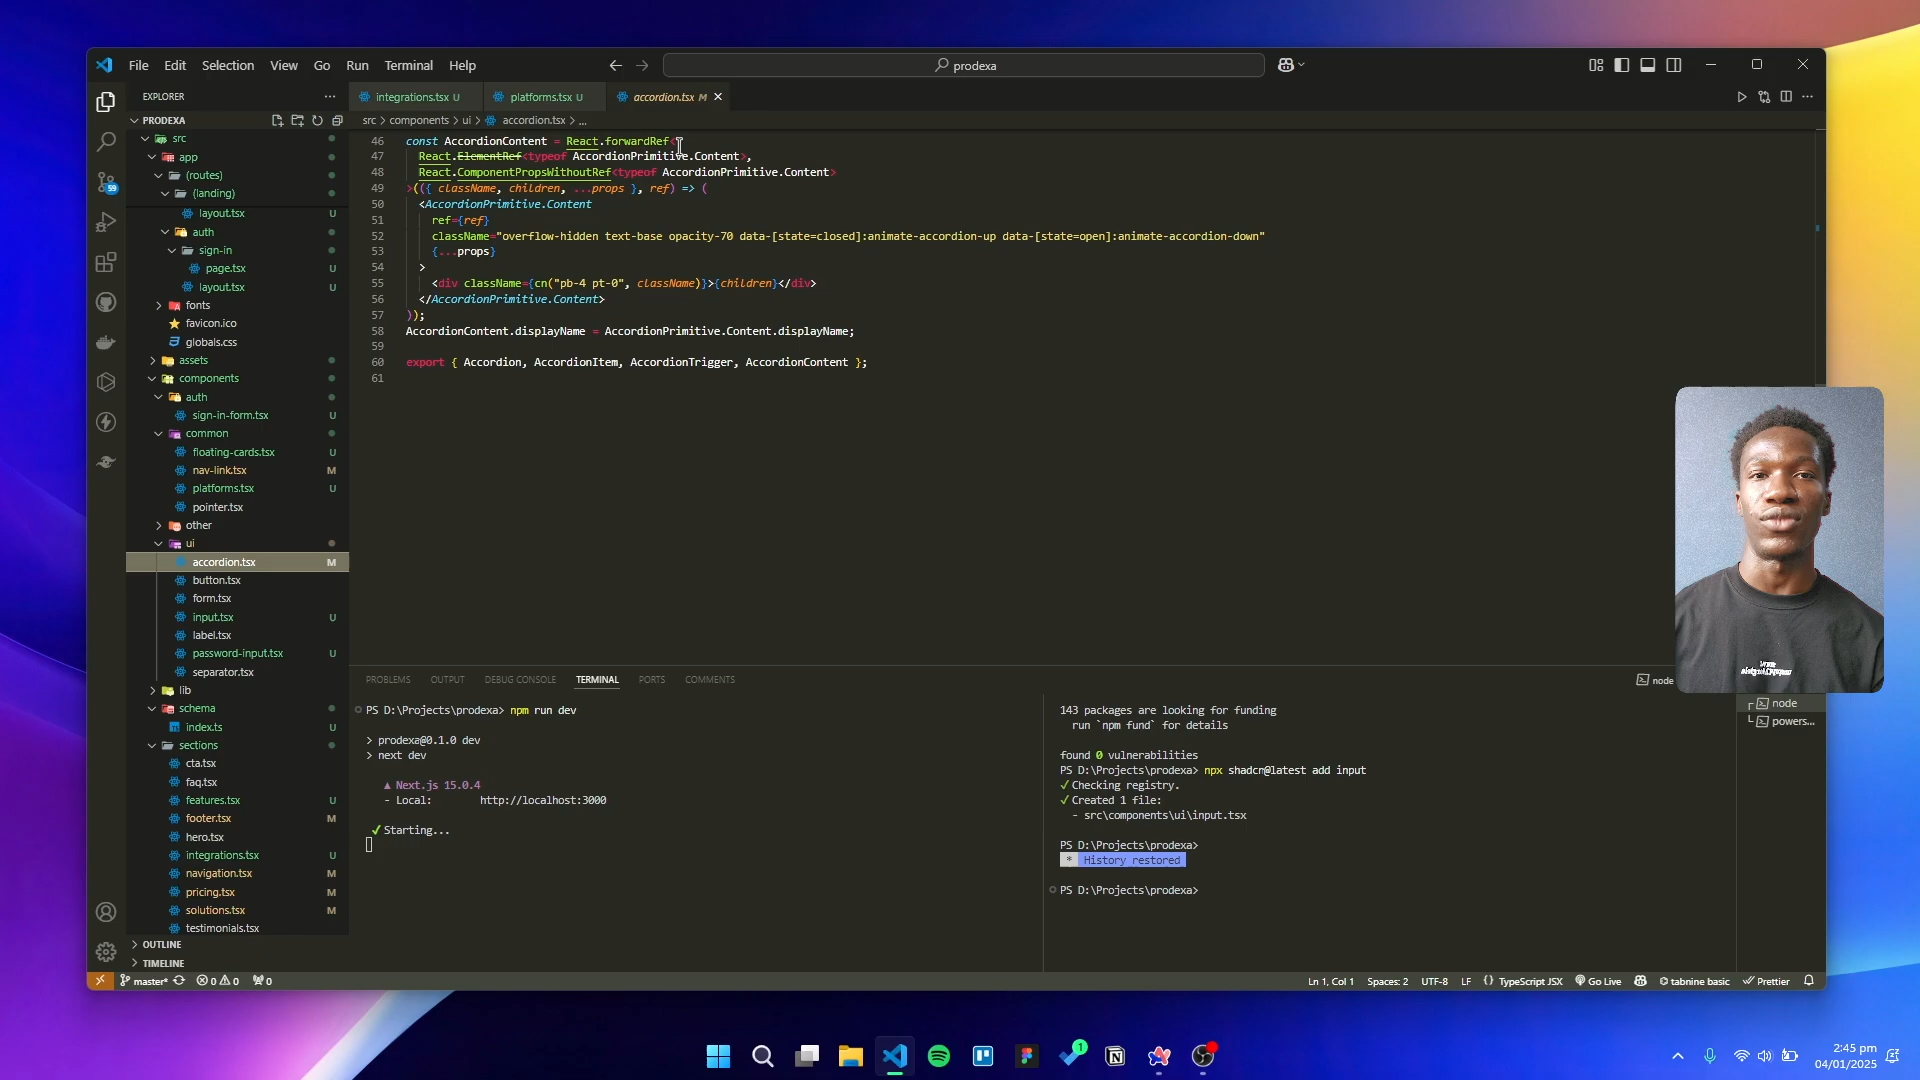 File Edit Selection View Go Run Terminal Help
prodexa
EXPLORER
PRODEXA
src
app
(routes)
(landing)
layout.tsx U
auth
sign-in
page.tsx U
layout.tsx U
fonts
favicon.ico
globals.css
assets
components
auth
sign-in-form.tsx U
common
floating-cards.tsx U
nav-link.tsx M
platforms.tsx U
pointer.tsx
other
ui
accordion.tsx M
button.tsx
form.tsx
input.tsx U
label.tsx
password-input.tsx U
separator.tsx
lib
schema
index.ts U
sections
cta.tsx
faq.tsx
features.tsx U
footer.tsx M
hero.tsx
integrations.tsx U
navigation.tsx M
pricing.tsx M
solutions.tsx M
testimonials.tsx
OUTLINE
TIMELINE
59
integrations.tsx U platforms.tsx U accordion.tsx M
src > components > ui > accordion.tsx > ...
46 const AccordionContent = React.forwardRef<
47 React.ElementRef<typeof AccordionPrimitive.Content>,
48 React.ComponentPropsWithoutRef<typeof AccordionPrimitive.Content>
49 >(({ className, children, ...props }, ref) => (
50 <AccordionPrimitive.Content
51 ref={ref}
52 className="overflow-hidden text-base opacity-70 data-[state=closed]:animate-accordion-up data-[state=open]:animate-accordion-down"
53 {...props}
54 >
55 <div className={cn("pb-4 pt-0", className)}>{children}</div>
56 </AccordionPrimitive.Content>
57 ));
58 AccordionContent.displayName = AccordionPrimitive.Content.displayName;
59
60 export { Accordion, AccordionItem, AccordionTrigger, AccordionContent };
61
PROBLEMS OUTPUT DEBUG CONSOLE TERMINAL PORTS COMMENTS
node
PS D:\Projects\prodexa> npm run dev
> prodexa@0.1.0 dev
> next dev
▲ Next.js 15.0.4
- Local: http://localhost:3000
✓ Starting...
143 packages are looking for funding
run `npm fund` for details
found 0 vulnerabilities
PS D:\Projects\prodexa> npx shadcn@latest add input
✓ Checking registry.
✓ Created 1 file:
- src\components\ui\input.tsx
PS D:\Projects\prodexa>
* History restored
PS D:\Projects\prodexa>
node
powers...
master* 0 0 0
Ln 1, Col 1 Spaces: 2 UTF-8 LF {} TypeScript JSX Go Live tabnine basic Prettier
1
2:45 pm
04/01/2025